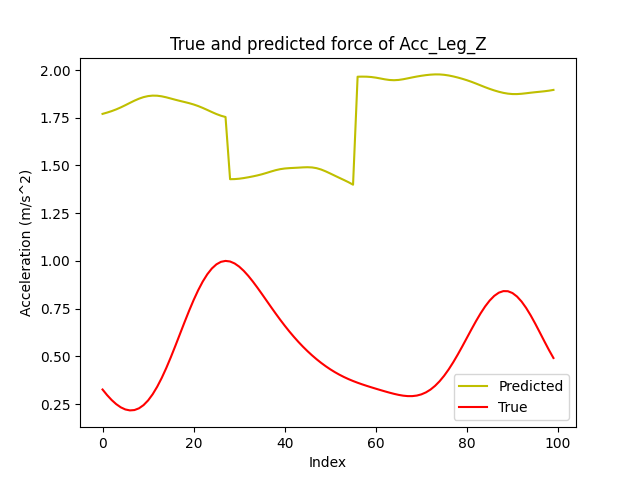 True and predicted force of Acc_Leg_Z
Acceleration (m/s^2)
2.00
1.75
1.50
1.25
1.00
0.75
0.50
0.25
Predicted
True
0 20 40 60 80 100
Index